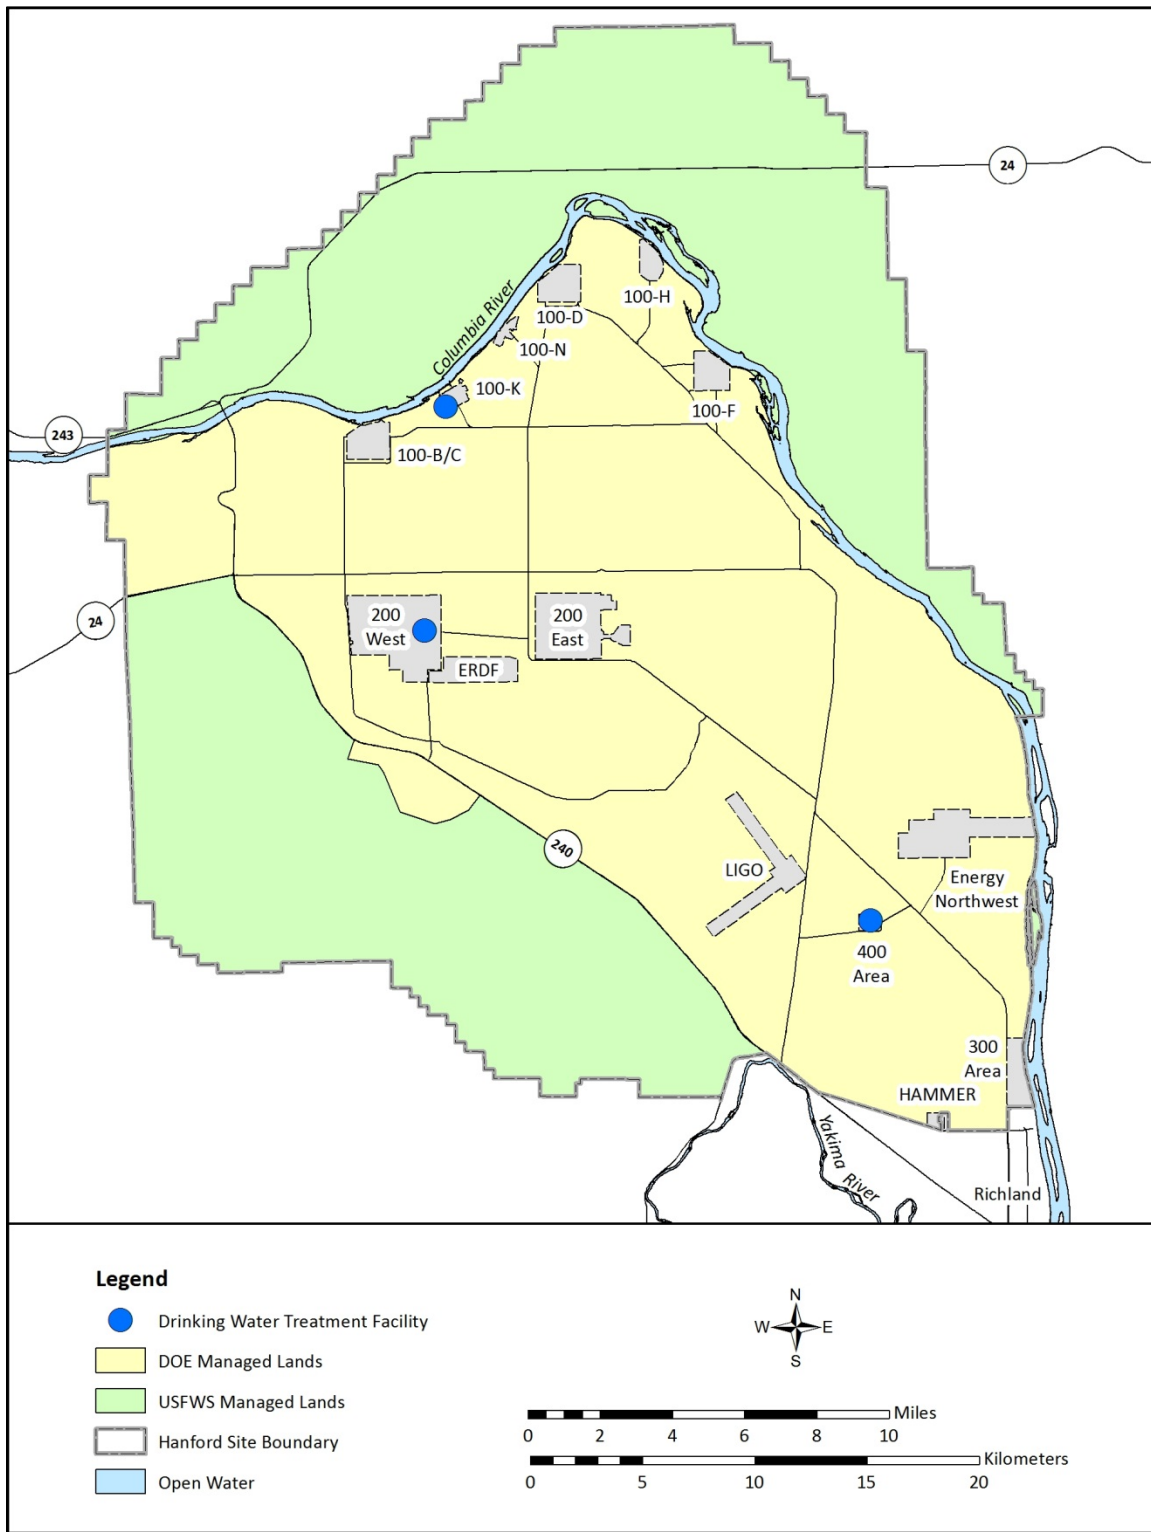 24
Columbia River
100-H
100-D
100-N
100-K
100-F
243
100-B/C
24
200
West
200
East
ERDF
240
LIGO
Energy
Northwest
400
Area
300
Area
HAMMER
Yakima
River
Richland
Legend
Drinking Water Treatment Facility
DOE Managed Lands
USFWS Managed Lands
Hanford Site Boundary
Open Water
N
W E
S
Miles
0 2 4 6 8 10
Kilometers
0 5 10 15 20